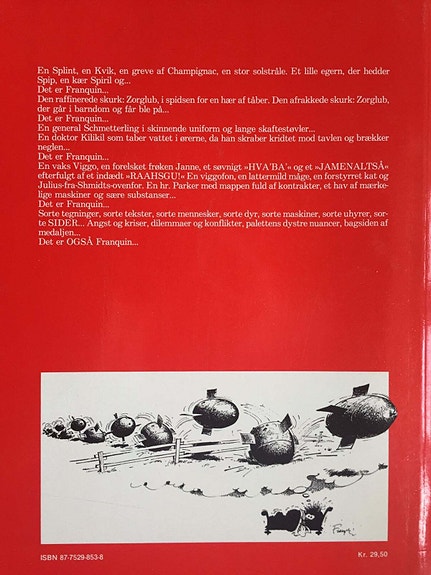 En Splint, en Kvik, en greve af Champignac, en stor solstråle. Et lille egern, der hedder
Spip, en kær Spiril og...
Det er Franquin...
Den raffinerede skurk: Zorglub, i spidsen for en hær af tåber. Den afrakkede skurk: Zorglub,
der går i barndom og får ble på...
Det er Franquin...
En general Schmetterling i skinnende uniform og lange skaftestøvler...
En doktor Kilikil som taber vattet i ørerne, da han skraber kridtet mod tavlen og brækker
neglen...
Det er Franquin...
En vaks Viggo, en forelsket frøken Janne, et søvnigt »HVA'BA'« og et »JAMENALTSÅ«
efterfulgt af et indædt »RAAHSGU!« En viggofon, en lattermild måge, en forstyrret kat og
Julius-fra-Shmidts-ovenfor. En hr. Parker med mappen fuld af kontrakter, et hav af mærke-
lige maskiner og sære substanser...
Det er Franquin...
Sorte tegninger, sorte tekster, sorte mennesker, sorte dyr, sorte maskiner, sorte uhyrer, sor-
te SIDER... Angst og kriser, dilemmaer og konflikter, palettens dystre nuancer, bagsiden af
medaljen...
Det er OGSÅ Franquin...
Franquin
ISBN 87-7529-853-8
Kr. 29,50